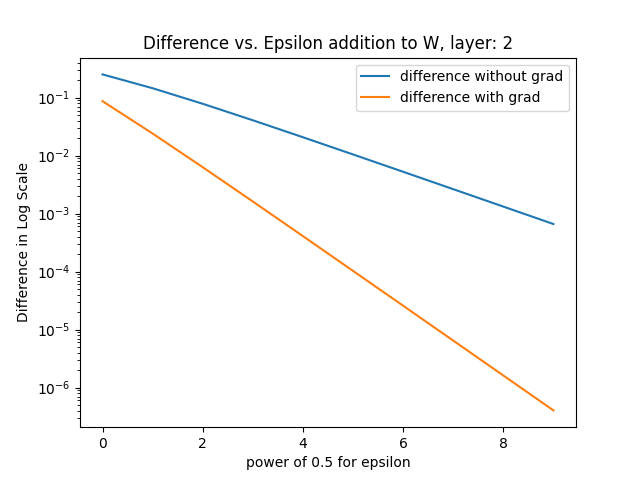 Difference vs. Epsilon addition to W, layer: 2
difference without grad
difference with grad
Difference in Log Scale
10⁻¹
10⁻²
10⁻³
10⁻⁴
10⁻⁵
10⁻⁶
0 2 4 6 8
power of 0.5 for epsilon